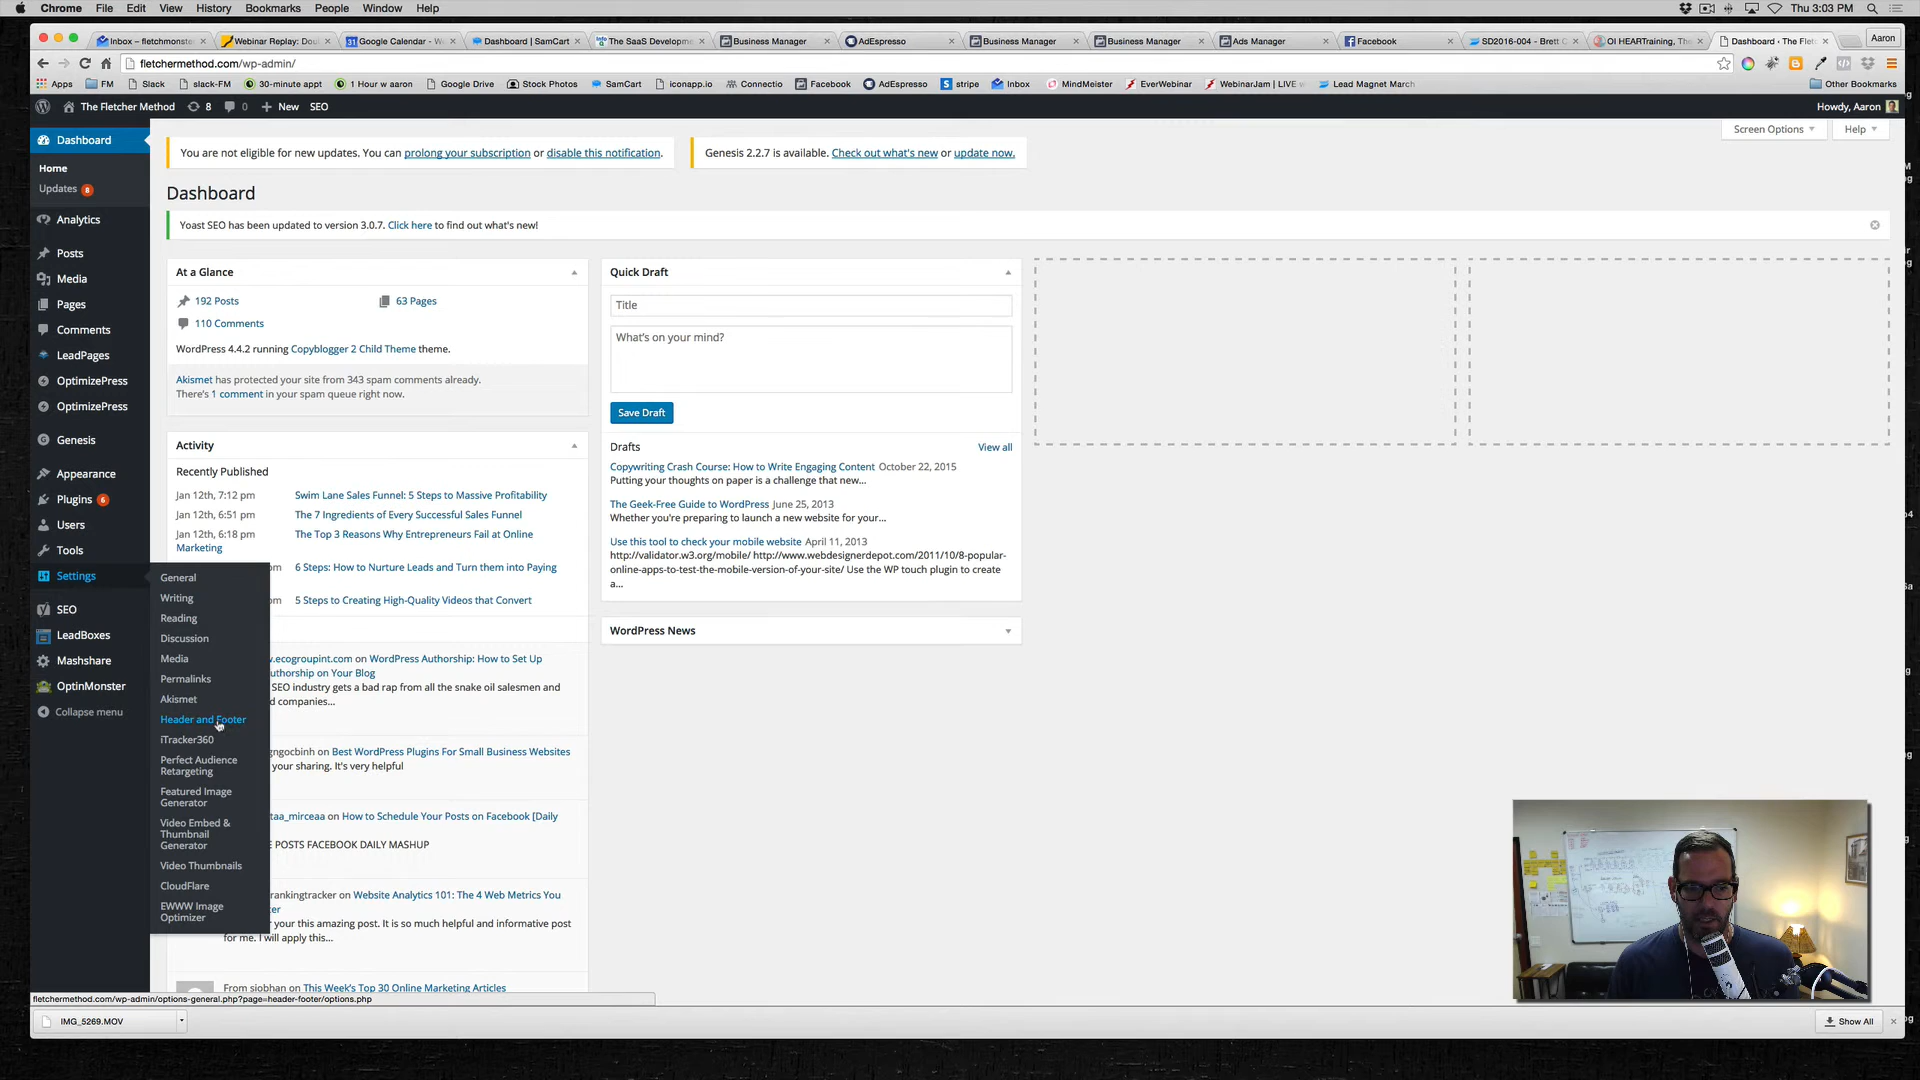 Chrome File Edit View History Bookmarks People Window Help
Thu 3:03 PM
Inbox – fletchmonste
Webinar Replay: Dou
Google Calendar - W
Dashboard | SamCart
The SaaS Developme
Business Manager
AdEspresso
Business Manager
Business Manager
Ads Manager
Facebook
SD2016-004 - Brett C
OI HEARTraining, The
Dashboard ‹ The Flet
Aaron
fletchermethod.com/wp-admin/
Apps FM Slack slack-FM 30-minute appt 1 Hour w aaron Google Drive Stock Photos SamCart iconapp.io Connectio Facebook AdEspresso stripe Inbox MindMeister EverWebinar WebinarJam | LIVE Lead Magnet March Other Bookmarks
The Fletcher Method 8 0 New SEO
Howdy, Aaron
Screen Options Help
Dashboard
Home
Updates 8
Analytics
Posts
Media
Pages
Comments
LeadPages
OptimizePress
OptimizePress
Genesis
Appearance
Plugins 6
Users
Tools
Settings
SEO
LeadBoxes
Mashshare
OptinMonster
Collapse menu
General
Writing
Reading
Discussion
Media
Permalinks
Akismet
Header and Footer
iTracker360
Perfect Audience
Retargeting
Featured Image
Generator
Video Embed &
Thumbnail
Generator
Video Thumbnails
CloudFlare
EWWW Image
Optimizer
You are not eligible for new updates. You can prolong your subscription or disable this notification.
Genesis 2.2.7 is available. Check out what's new or update now.
Dashboard
Yoast SEO has been updated to version 3.0.7. Click here to find out what's new!
At a Glance
192 Posts
63 Pages
110 Comments
WordPress 4.4.2 running Copyblogger 2 Child Theme theme.
Akismet has protected your site from 343 spam comments already.
There's 1 comment in your spam queue right now.
Activity
Recently Published
Jan 12th, 7:12 pm Swim Lane Sales Funnel: 5 Steps to Massive Profitability
Jan 12th, 6:51 pm The 7 Ingredients of Every Successful Sales Funnel
Jan 12th, 6:18 pm The Top 3 Reasons Why Entrepreneurs Fail at Online
Marketing
om 6 Steps: How to Nurture Leads and Turn them into Paying
om 5 Steps to Creating High-Quality Videos that Convert
.ecogroupint.com on WordPress Authorship: How to Set Up
uthorship on Your Blog
SEO industry gets a bad rap from all the snake oil salesmen and
d companies...
gngocbinh on Best WordPress Plugins For Small Business Websites
your sharing. It's very helpful
taa_mirceaa on How to Schedule Your Posts on Facebook [Daily
POSTS FACEBOOK DAILY MASHUP
rankingtracker on Website Analytics 101: The 4 Web Metrics You
ter
your this amazing post. It is so much helpful and informative post
for me. I will apply this...
From siobhan on This Week's Top 30 Online Marketing Articles
Quick Draft
Title
What's on your mind?
Save Draft
Drafts View all
Copywriting Crash Course: How to Write Engaging Content October 22, 2015
Putting your thoughts on paper is a challenge that new...
The Geek-Free Guide to WordPress June 25, 2013
Whether you're preparing to launch a new website for your...
Use this tool to check your mobile website April 11, 2013
http://validator.w3.org/mobile/ http://www.webdesignerdepot.com/2011/10/8-popular-
online-apps-to-test-the-mobile-version-of-your-site/ Use the WP touch plugin to create
a...
WordPress News
fletchermethod.com/wp-admin/options-general.php?page=header-footer/options.php
IMG_5269.MOV
Show All